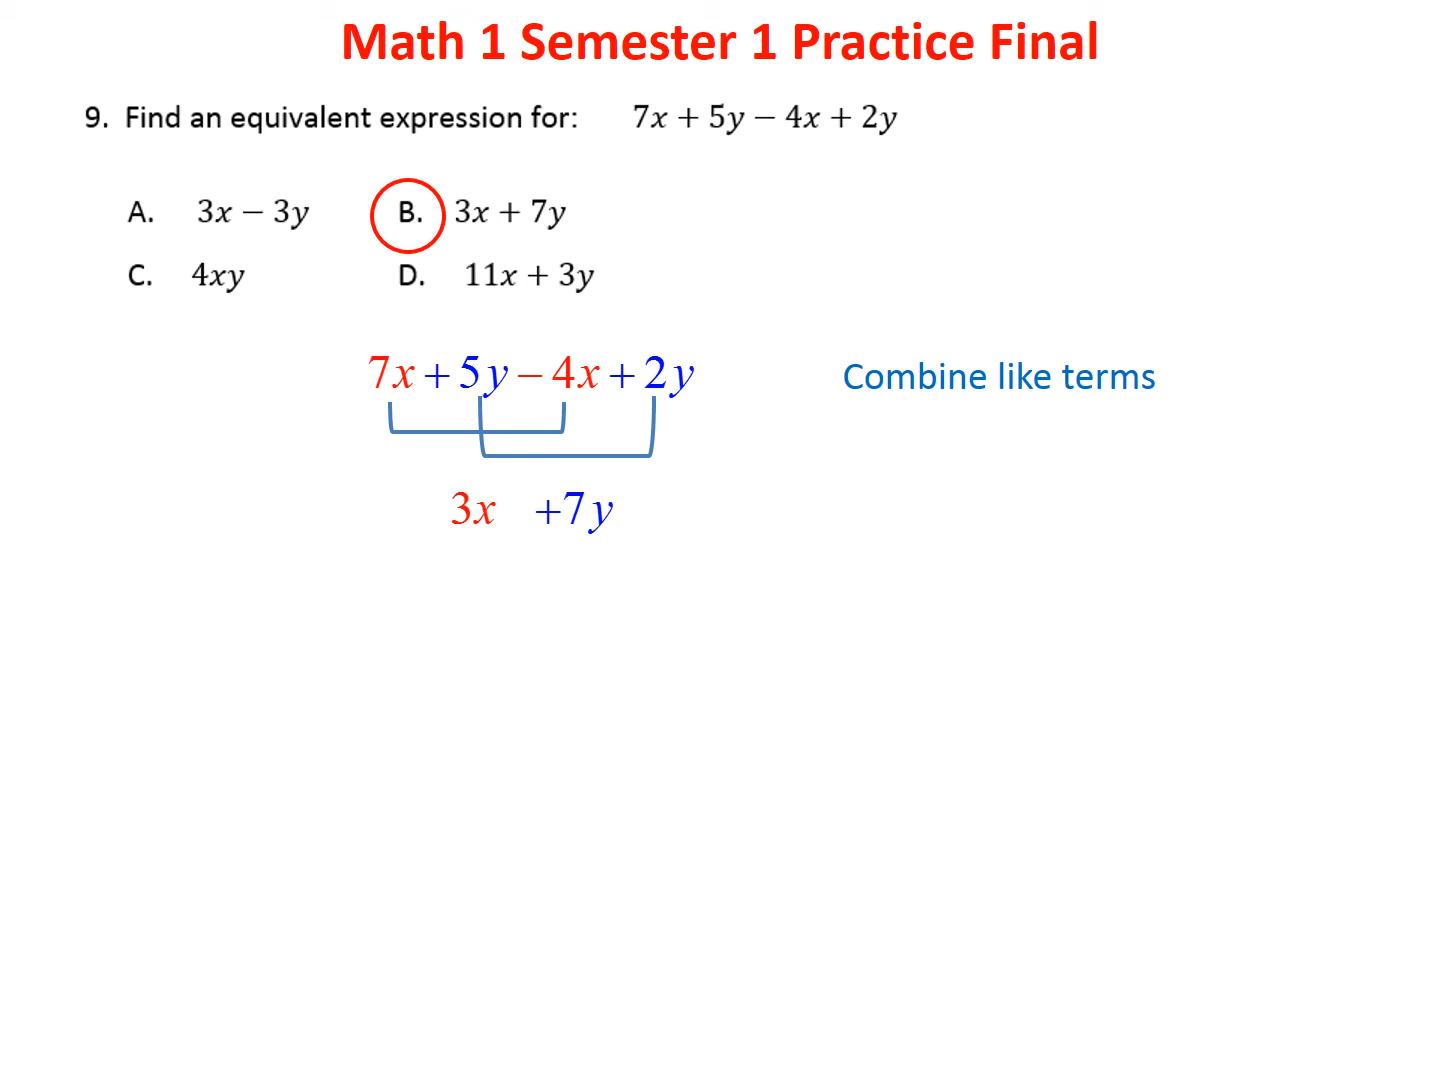 Math 1 Semester 1 Practice Final
9. Find an equivalent expression for: 7x + 5y − 4x + 2y
A. 3x − 3y B. 3x + 7y
C. 4xy D. 11x + 3y
7x + 5y − 4x + 2y Combine like terms
3x +7y